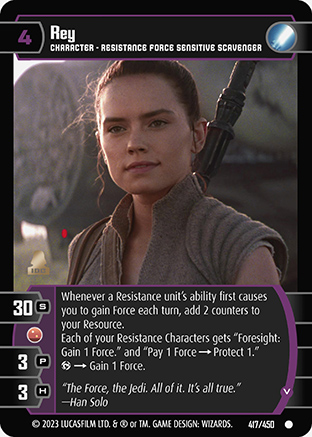 4
Rey
CHARACTER - RESISTANCE FORCE SENSITIVE SCAVENGER
30 S
3 P
3 H
Whenever a Resistance unit's ability first causes
you to gain Force each turn, add 2 counters to
your Resource.
Each of your Resistance Characters gets "Foresight:
Gain 1 Force." and "Pay 1 Force → Protect 1."
→ Gain 1 Force.
"The Force, the Jedi. All of it. It's all true."
—Han Solo
V
© 2023 LUCASFILM LTD. & ® or TM. GAME DESIGN: WIZARDS.
417/450